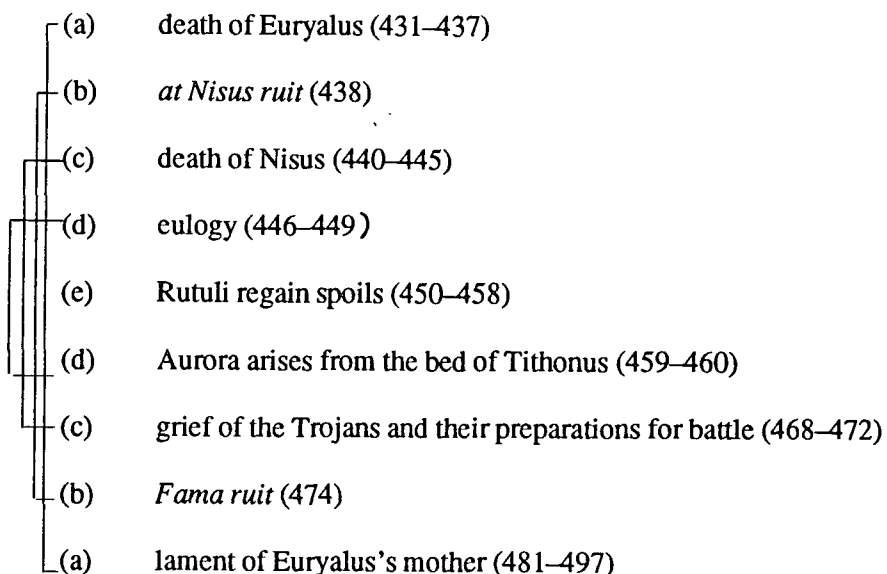 (a) death of Euryalus (431–437)
(b) at Nisus ruit (438)
(c) death of Nisus (440–445)
(d) eulogy (446–449)
(e) Rutuli regain spoils (450–458)
(d) Aurora arises from the bed of Tithonus (459–460)
(c) grief of the Trojans and their preparations for battle (468–472)
(b) Fama ruit (474)
(a) lament of Euryalus's mother (481–497)